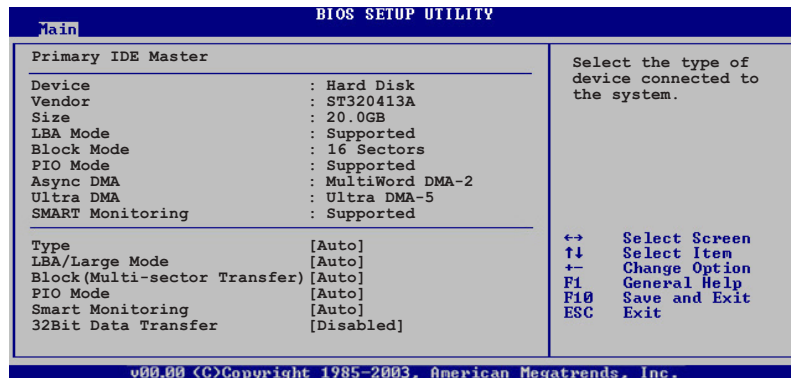 BIOS SETUP UTILITY
Main
Primary IDE Master
Device : Hard Disk
Vendor : ST320413A
Size : 20.0GB
LBA Mode : Supported
Block Mode : 16 Sectors
PIO Mode : Supported
Async DMA : MultiWord DMA-2
Ultra DMA : Ultra DMA-5
SMART Monitoring : Supported
Type [Auto]
LBA/Large Mode [Auto]
Block(Multi-sector Transfer) [Auto]
PIO Mode [Auto]
Smart Monitoring [Auto]
32Bit Data Transfer [Disabled]
Select the type of
device connected to
the system.
←→ Select Screen
↑↓ Select Item
+- Change Option
F1 General Help
F10 Save and Exit
ESC Exit
v00.00 (C)Copyright 1985-2003, American Megatrends, Inc.